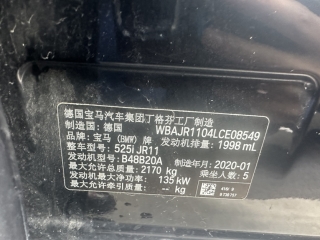 德国宝马汽车集团丁格芬工厂制造
制造国：德国 WBAJR1104LCE08549
品牌：宝马 (BMW) 牌 发动机排量：1998 mL
整车型号：525i JR11
发动机型号：B48B20A 制造年月：2020-01
最大允许总质量：2170 kg 乘坐人数：5
发动机最大净功率：135 kW
最大允许牵引质量：-- kg